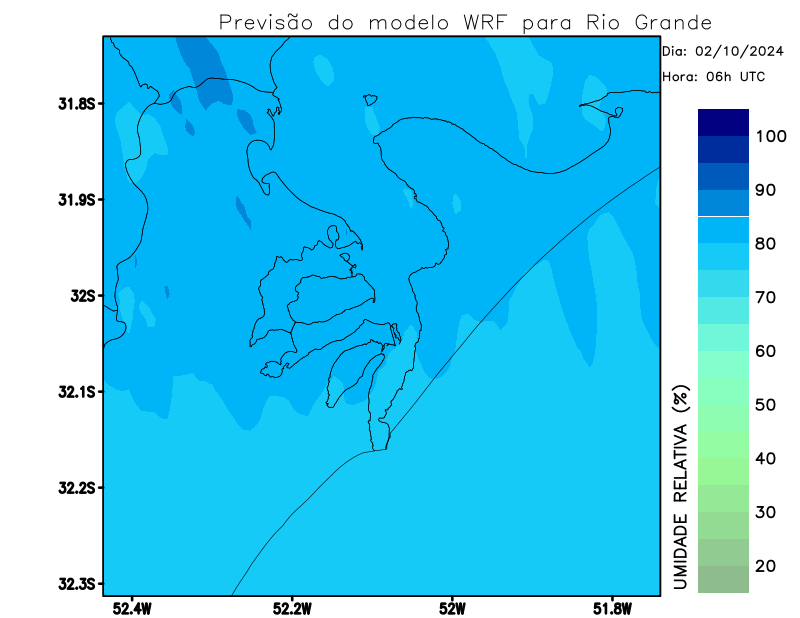 Previsão do modelo WRF para Rio Grande
Dia: 02/10/2024
Hora: 06h UTC
31.8S
31.9S
32S
32.1S
32.2S
32.3S
52.4W
52.2W
52W
51.8W
100
90
80
70
60
50
40
30
20
UMIDADE RELATIVA (%)